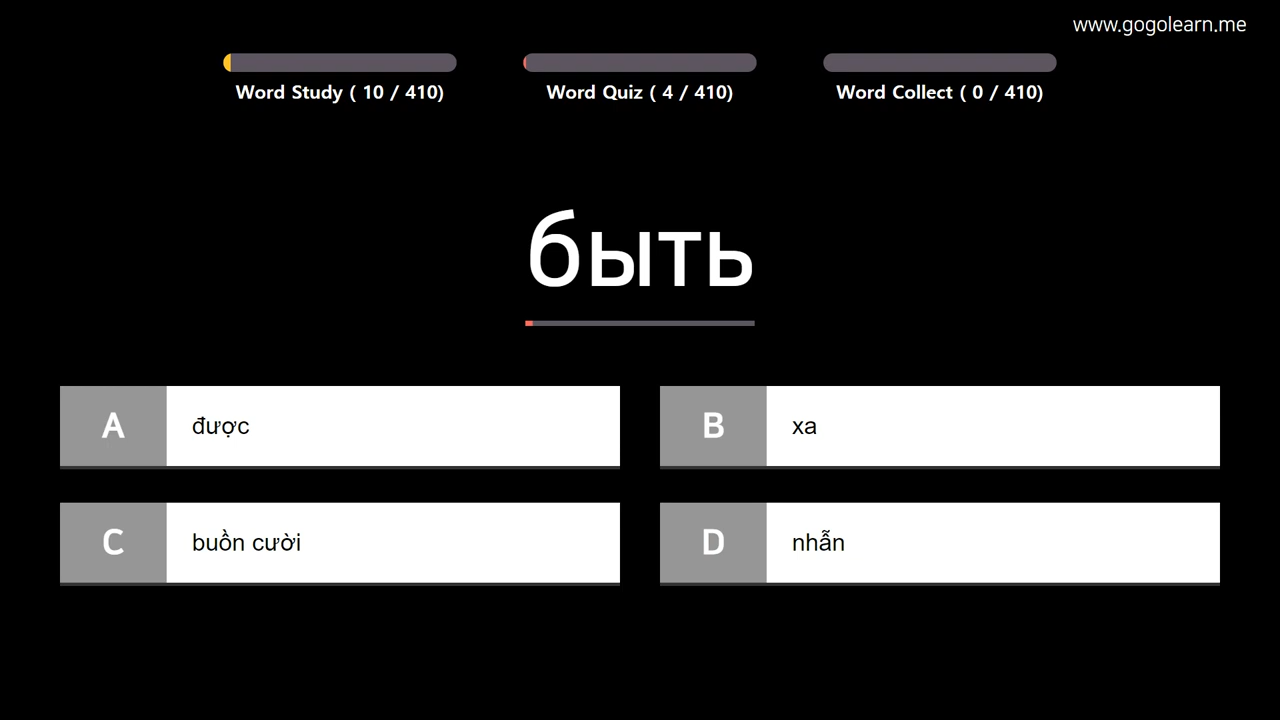 www.gogolearn.me
Word Study ( 10 / 410)
Word Quiz ( 4 / 410)
Word Collect ( 0 / 410)
быть
A được
B xa
C buồn cười
D nhẫn